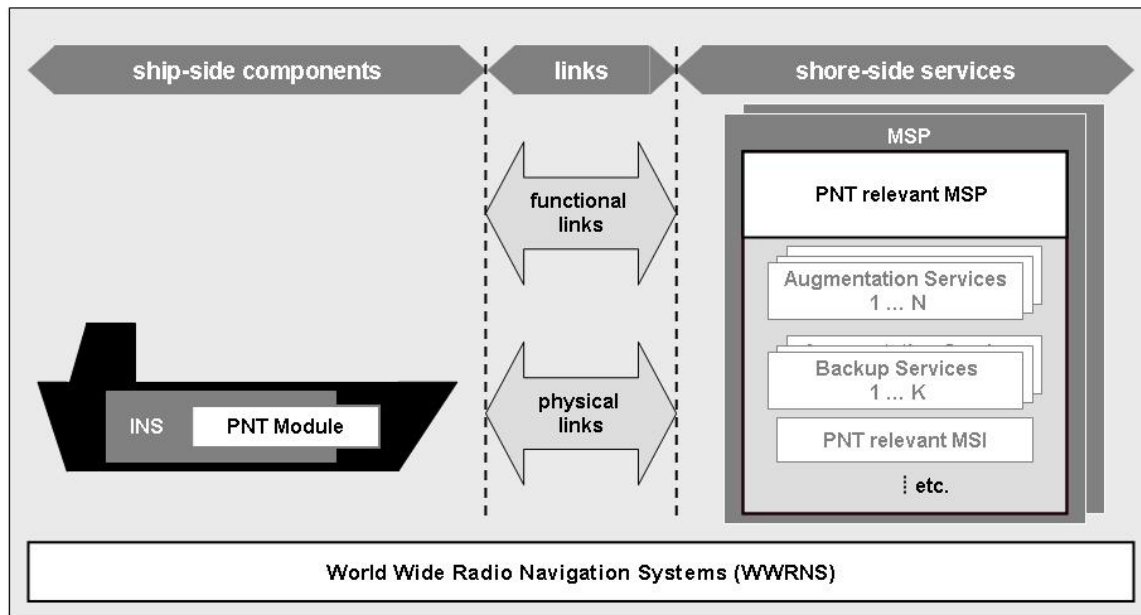 ship-side components
links
shore-side services
MSP
PNT relevant MSP
functional
links
Augmentation Services
1 ... N
Backup Services
1 ... K
physical
links
INS
PNT Module
PNT relevant MSI
etc.
World Wide Radio Navigation Systems (WWRNS)